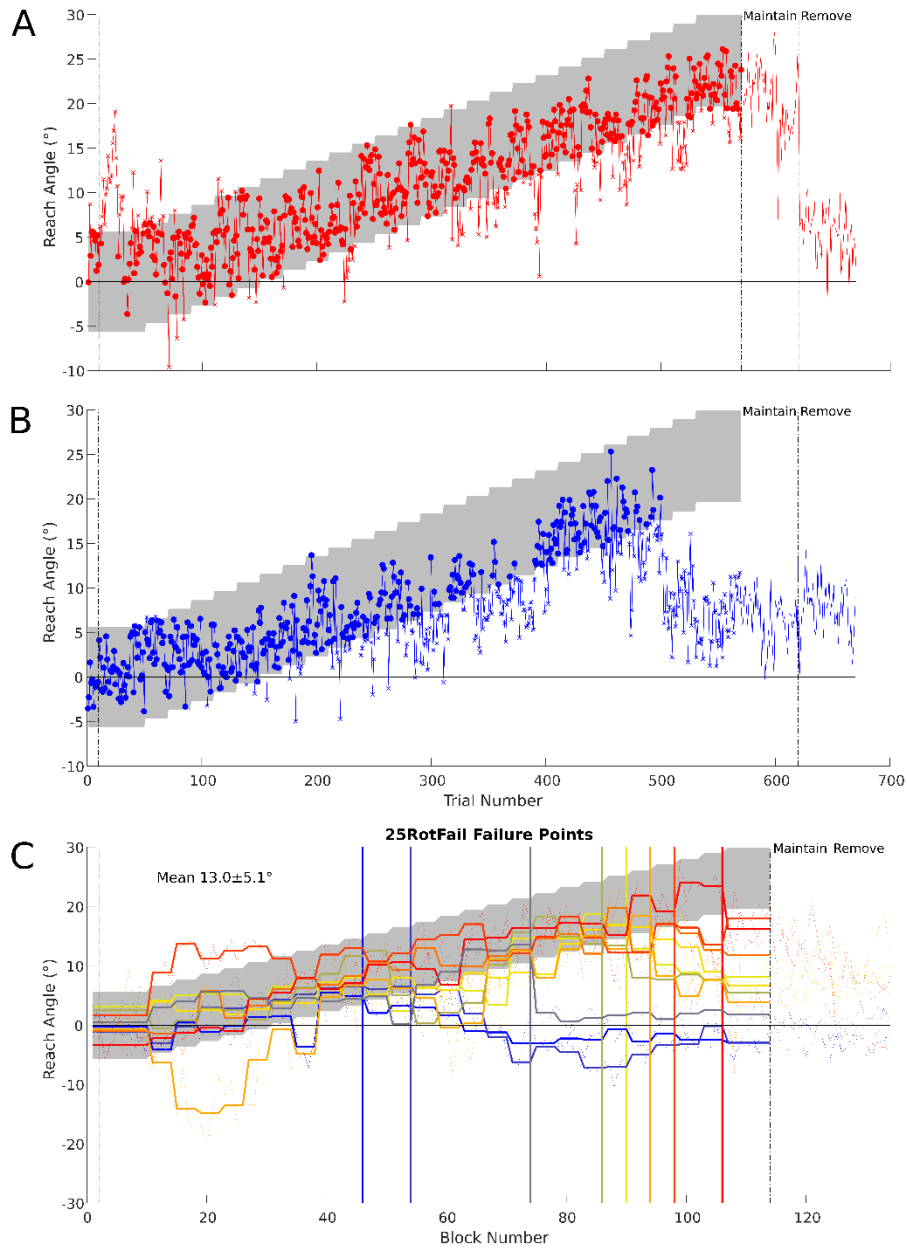 A
Maintain Remove
30
25
20
15
10
5
0
-5
-10
Reach Angle (°)
B
Maintain Remove
30
25
20
15
10
5
0
-5
-10
Reach Angle (°)
0 100 200 300 400 500 600 700
Trial Number
C
25RotFail Failure Points
Maintain Remove
Mean 13.0±5.1°
30
20
10
0
-10
-20
-30
Reach Angle (°)
0 20 40 60 80 100 120
Block Number